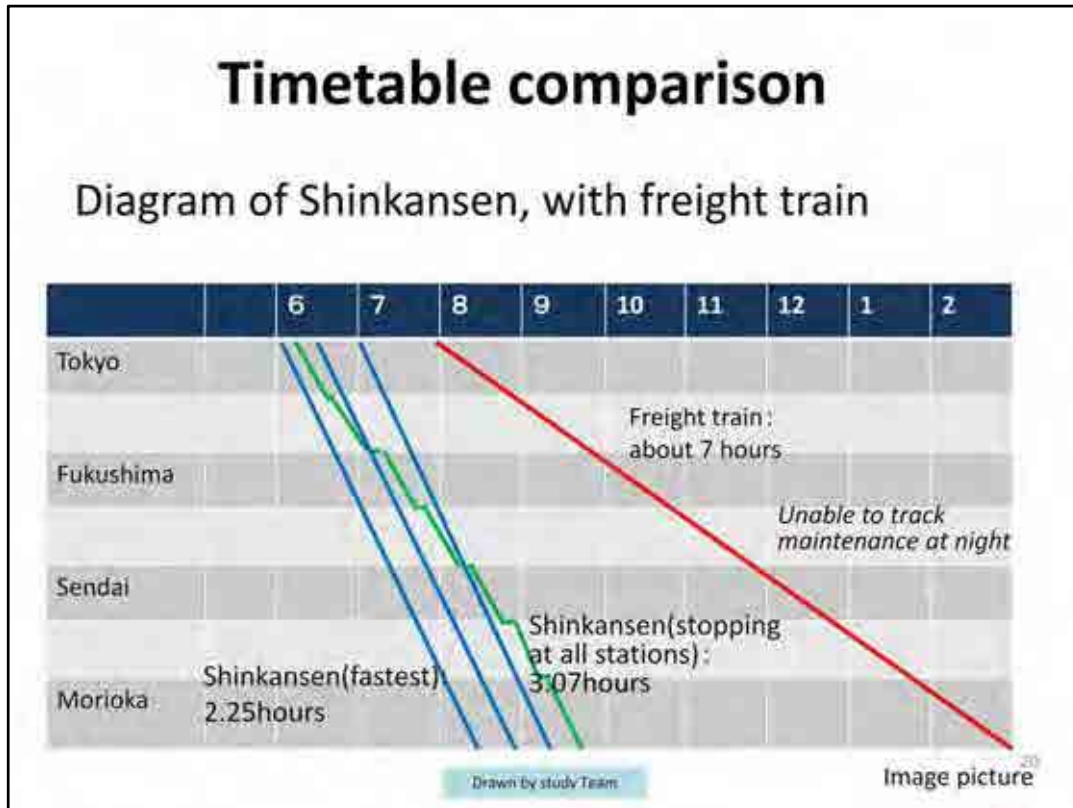 Timetable comparison
Diagram of Shinkansen, with freight train
6 7 8 9 10 11 12 1 2
Tokyo
Freight train:
about 7 hours
Fukushima
Unable to track
maintenance at night
Sendai
Shinkansen(stopping
at all stations):
3.07hours
Shinkansen(fastest):
2.25hours
Morioka
Drawn by study Team
Image picture
20